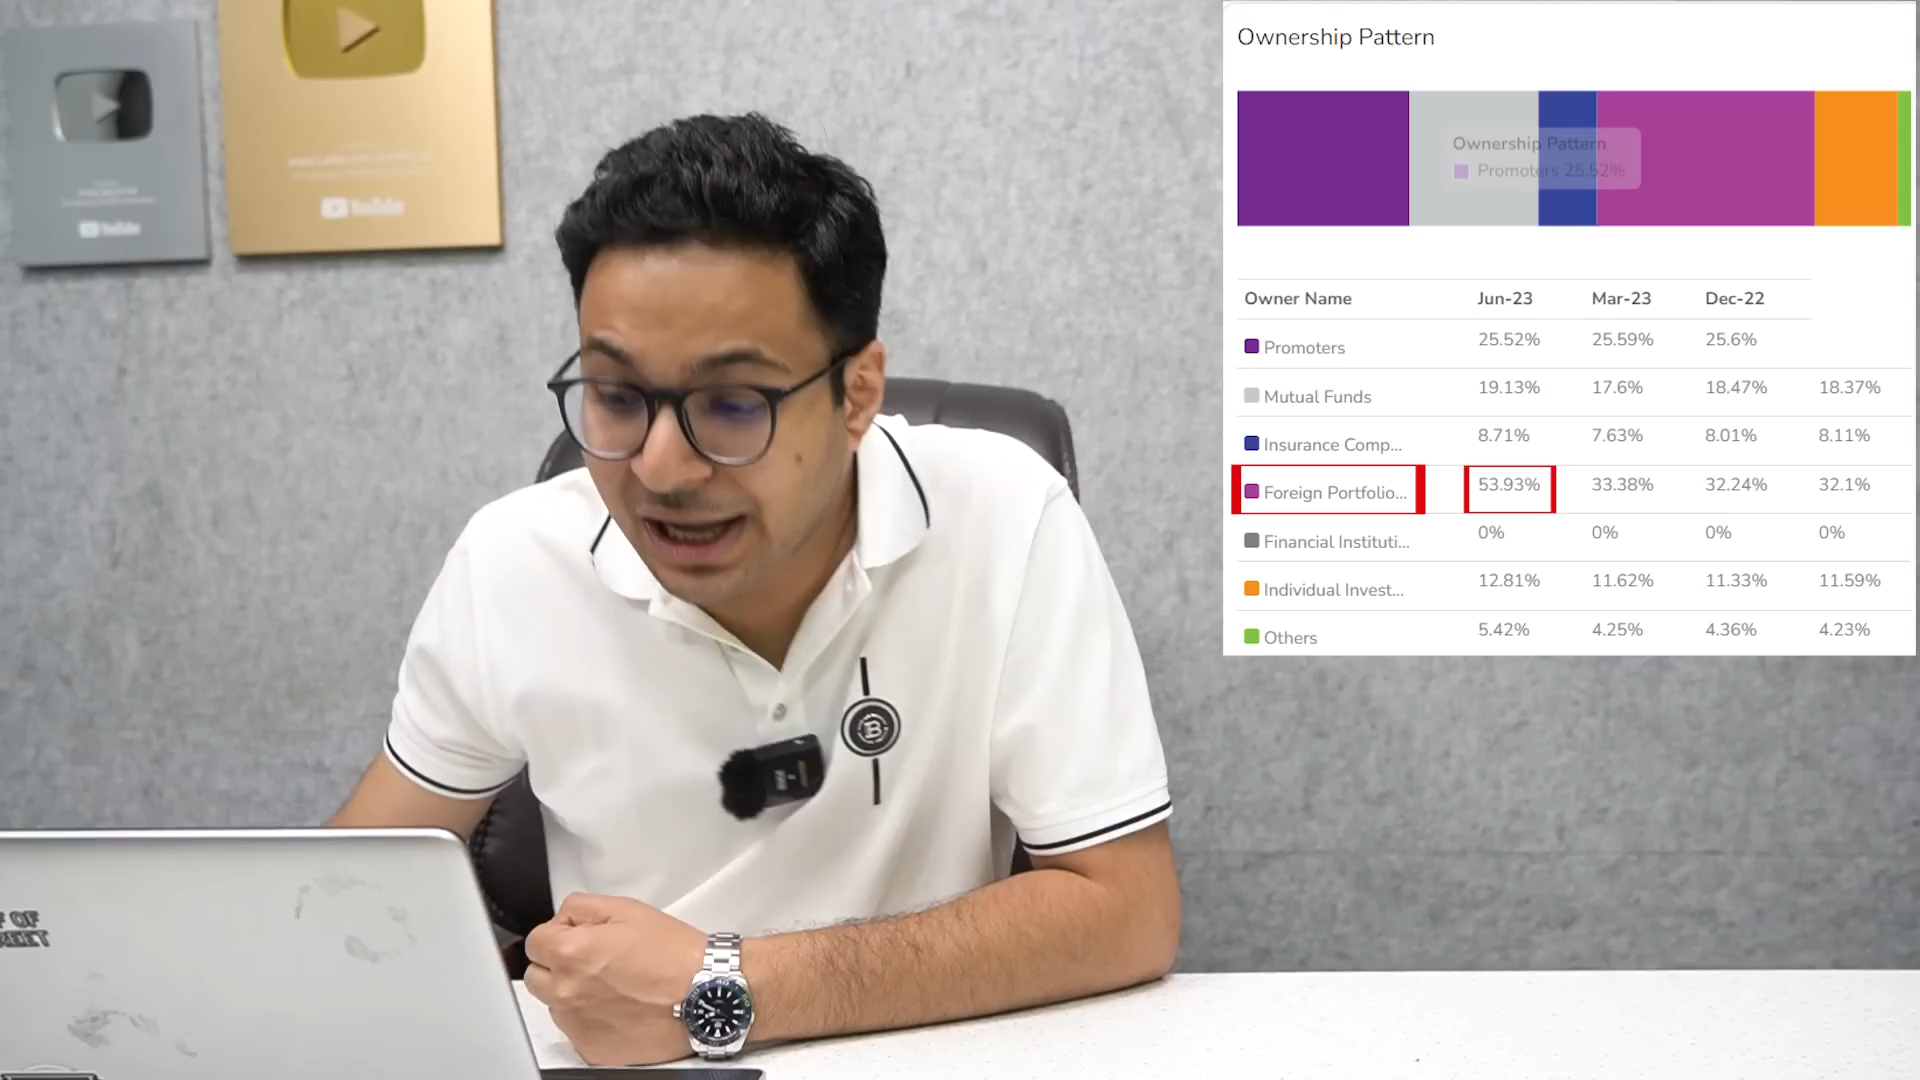 Ownership Pattern
Ownership Pattern
Promoters 25.52%
Owner Name Jun-23 Mar-23 Dec-22
Promoters 25.52% 25.59% 25.6%
Mutual Funds 19.13% 17.6% 18.47% 18.37%
Insurance Comp... 8.71% 7.63% 8.01% 8.11%
Foreign Portfolio... 53.93% 33.38% 32.24% 32.1%
Financial Instituti... 0% 0% 0% 0%
Individual Invest... 12.81% 11.62% 11.33% 11.59%
Others 5.42% 4.25% 4.36% 4.23%
YouTube
YouTube
B
OF